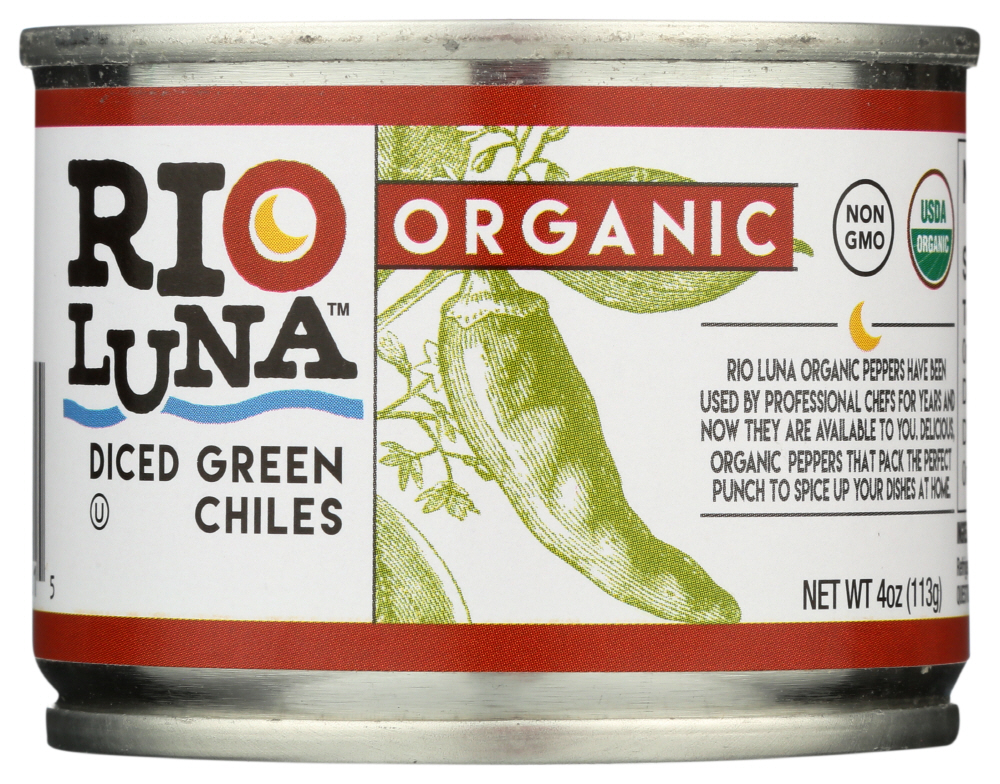 RIO
LUNA™
DICED GREEN
CHILES
U
5
ORGANIC
NON
GMO
USDA
ORGANIC
RIO LUNA ORGANIC PEPPERS HAVE BEEN
USED BY PROFESSIONAL CHEFS FOR YEARS AND
NOW THEY ARE AVAILABLE TO YOU. DELICIOUS,
ORGANIC PEPPERS THAT PACK THE PERFECT
PUNCH TO SPICE UP YOUR DISHES AT HOME.
NET WT 4oz (113g)